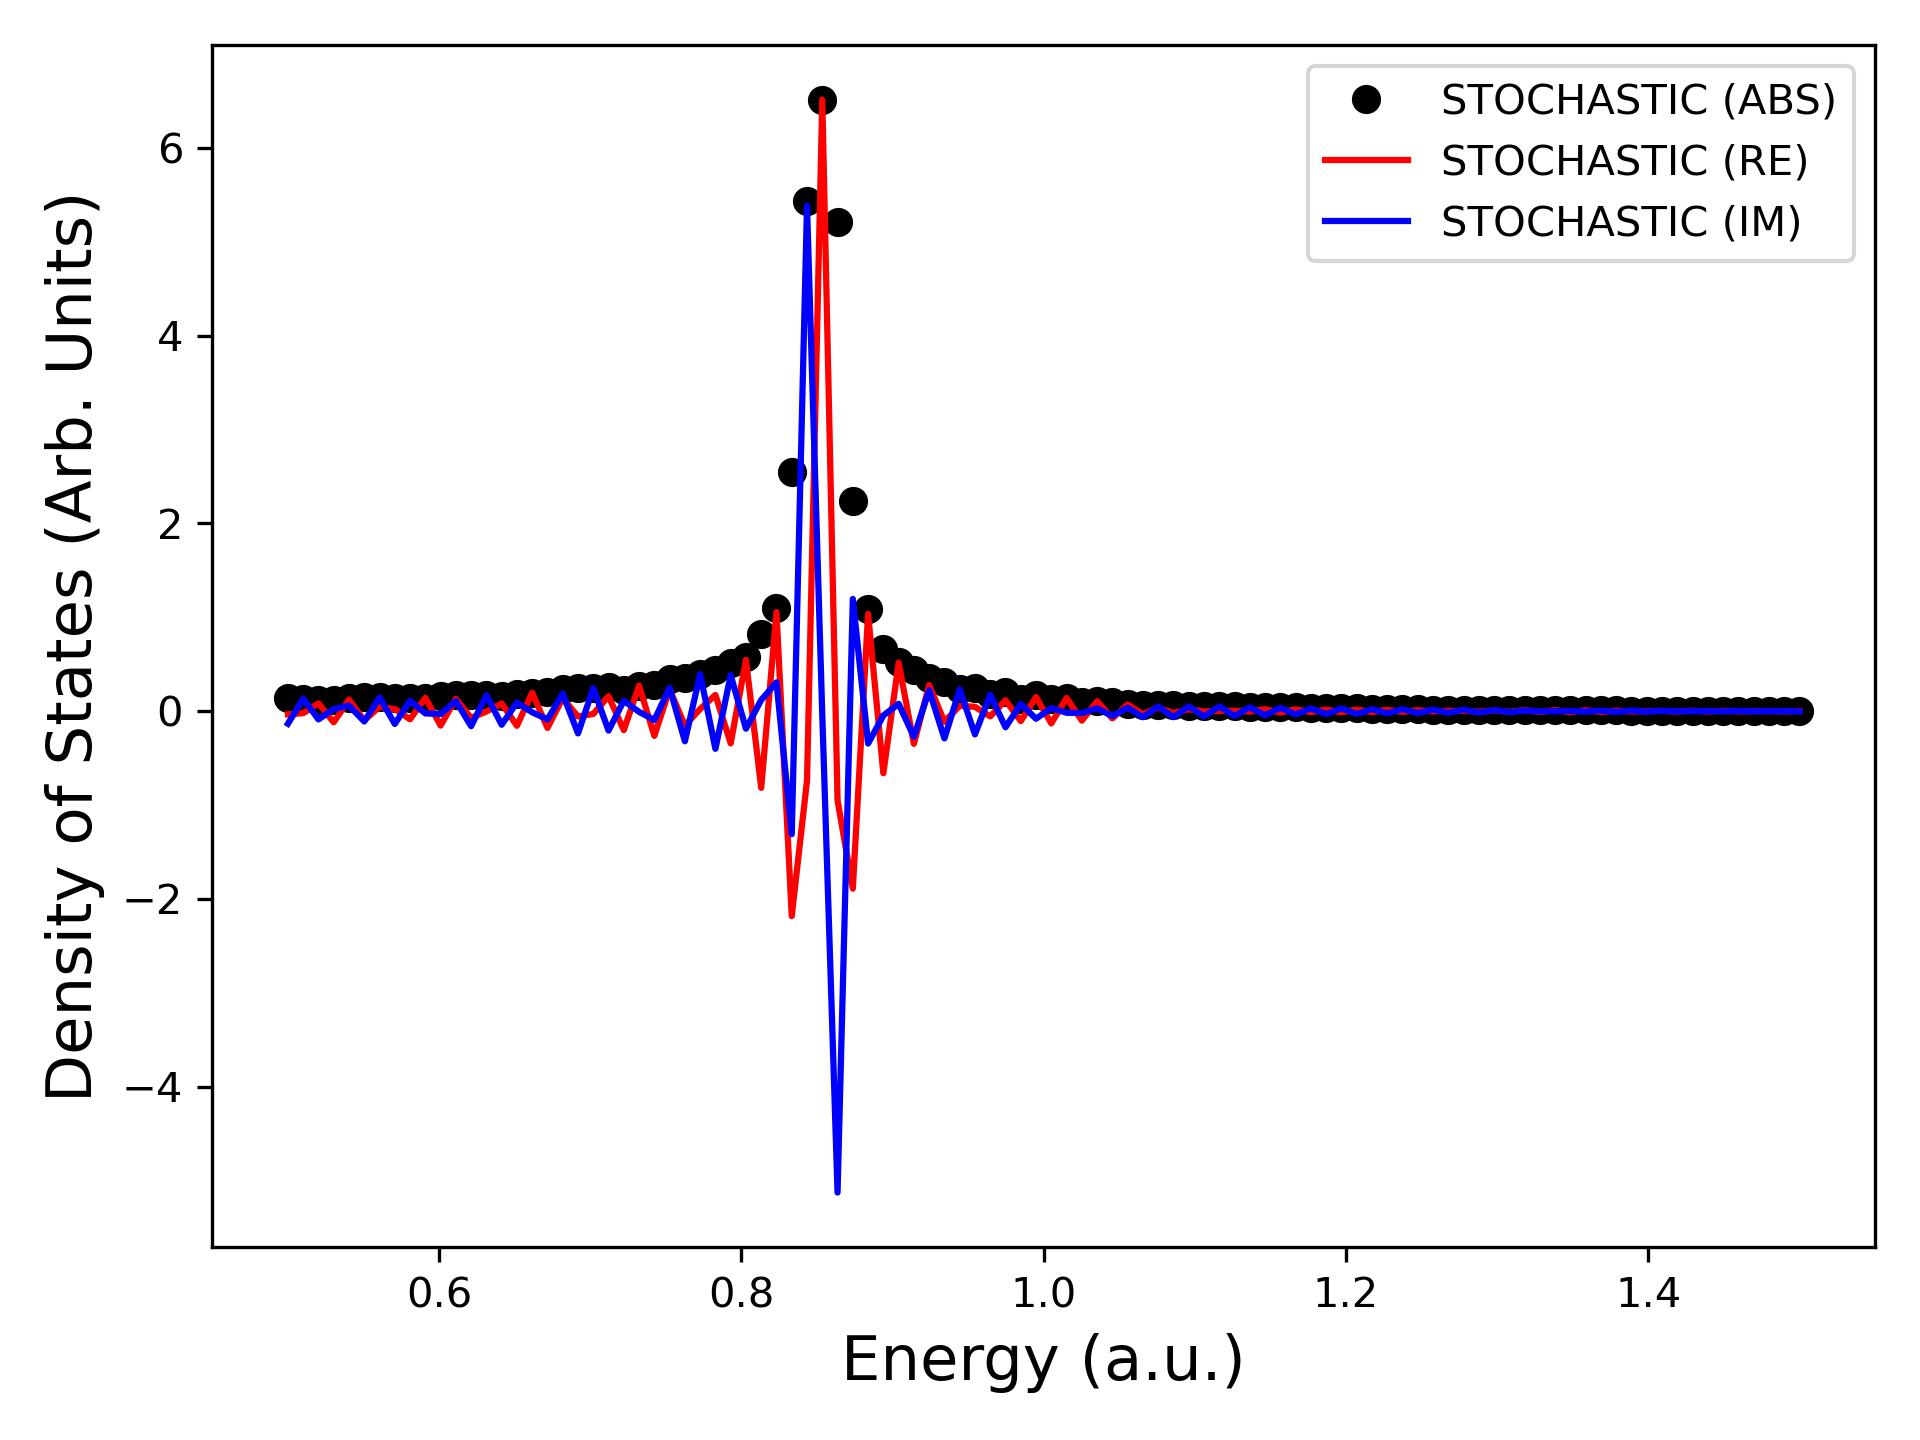 STOCHASTIC (ABS)
STOCHASTIC (RE)
STOCHASTIC (IM)
Density of States (Arb. Units)
6
4
2
0
−2
−4
0.6 0.8 1.0 1.2 1.4
Energy (a.u.)